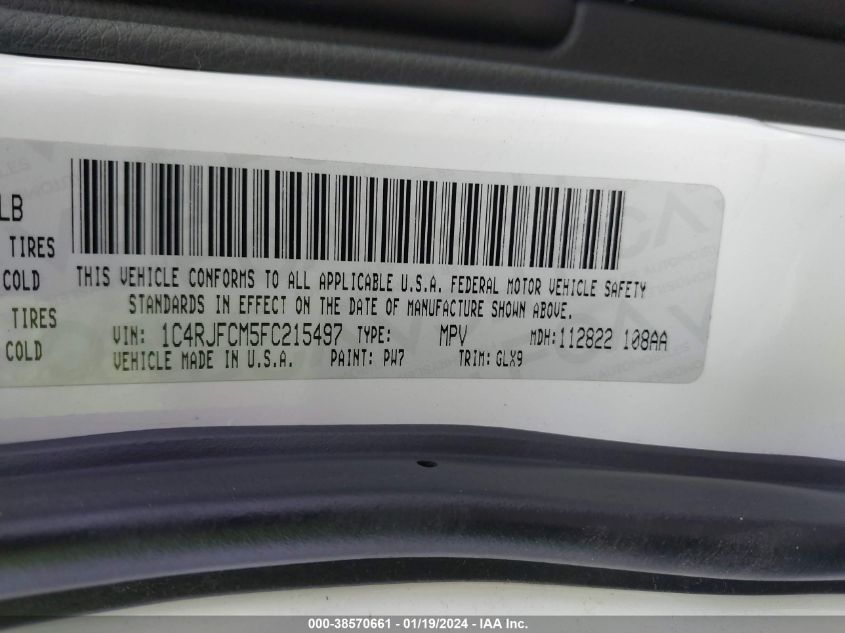 LB
TIRES
COLD
TIRES
COLD
THIS VEHICLE CONFORMS TO ALL APPLICABLE U.S.A. FEDERAL MOTOR VEHICLE SAFETY
STANDARDS IN EFFECT ON THE DATE OF MANUFACTURE SHOWN ABOVE.
VIN: 1C4RJFCM5FC215497 TYPE: MPV MDH:112822 108AA
VEHICLE MADE IN U.S.A. PAINT: PW7 TRIM: GLX9
000-38570661 - 01/19/2024 - IAA Inc.